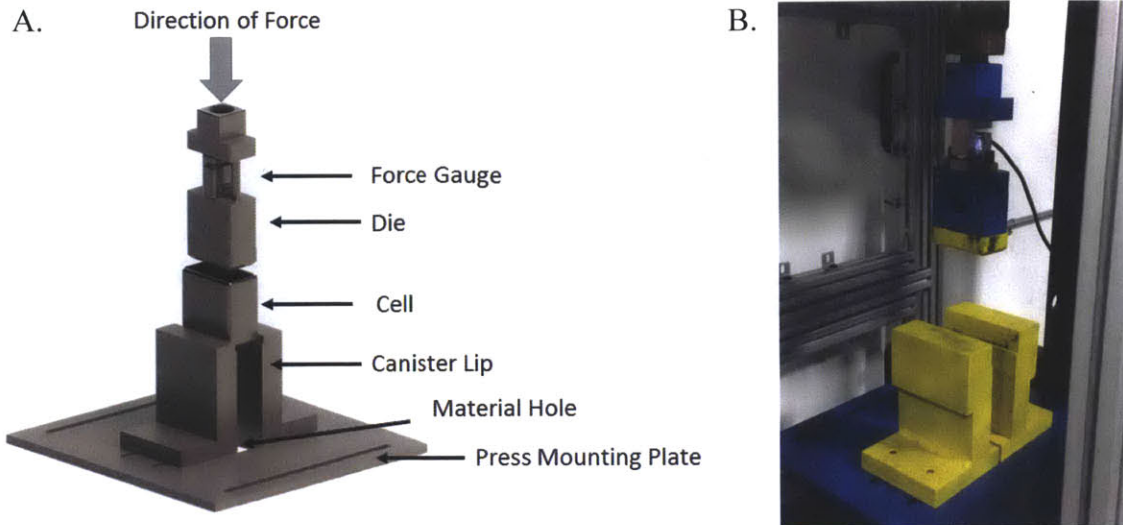 A.
Direction of Force
Force Gauge
Die
Cell
Canister Lip
Material Hole
Press Mounting Plate
B.